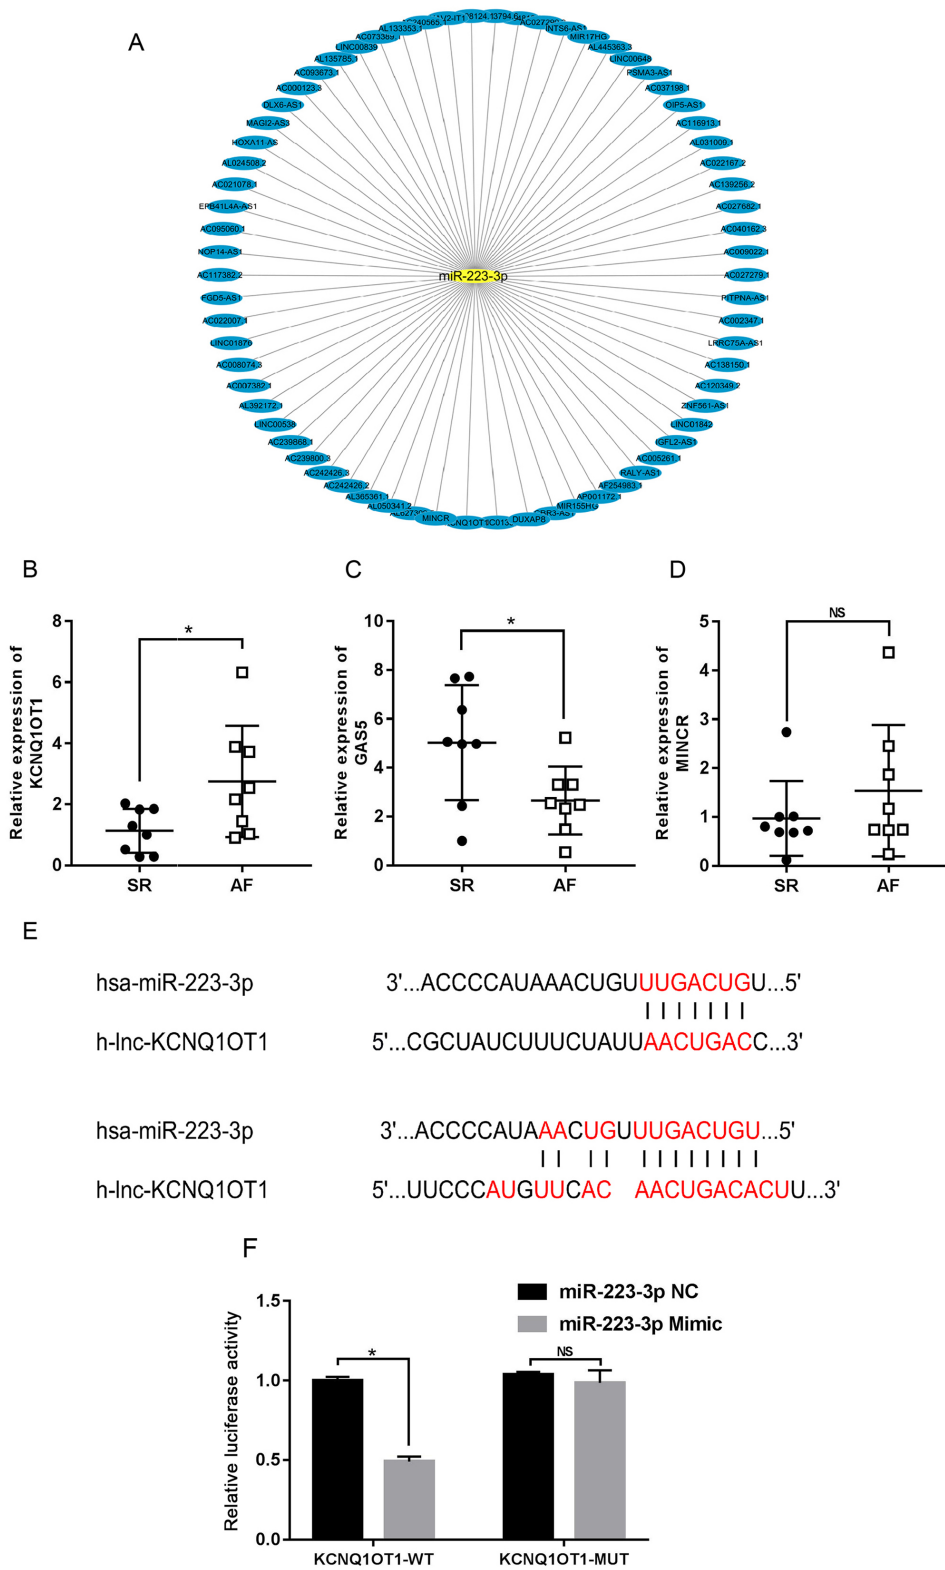 A
AL133353.1
AC240565.1
AC027290.
INTS6-AS1
MIR17HG
AC073389.1
AL445363.3
LINC00839
LINC00648
AL135785.1
PSMA3-AS1
AC093673.1
AC037198.1
AC000123.3
OIP5-AS1
DLX6-AS1
AC116913.1
MAGI2-AS3
AL031009.1
HOXA11-AS
AC022167.2
AL024508.2
AC139256.2
AC021078.1
AC027682.1
EPB41L4A-AS1
AC040162.3
AC095060.1
AC009022.1
NOP14-AS1
miR-223-3p
AC117382.2
AC027279.1
FGD5-AS1
PITPNA-AS1
AC022007.1
AC002347.1
LINC01876
LRRC75A-AS1
AC008074.3
AC138150.1
AC007382.1
AC120349.2
AL392172.1
ZNF561-AS1
LINC00538
LINC01842
AC239868.1
IGFL2-AS1
AC239800.3
AC005261.1
AC242426.3
RALY-AS1
AC242426.2
AF254983.1
AL365361.1
AP001172.1
AL050341.2
MIR155HG
MINCR
DUXAP8
B
Relative expression of
KCNQ1OT1
8
6
4
2
0
*
SR
AF
C
Relative expression of
GAS5
10
8
6
4
2
0
*
SR
AF
D
Relative expression of
MINCR
5
4
3
2
1
0
NS
SR
AF
E
hsa-miR-223-3p 3'...ACCCCAUAAACUGUUUGACUGU...5'
h-lnc-KCNQ1OT1 5'...CGCUAUCUUUCUAUUAACUGACC...3'
hsa-miR-223-3p 3'...ACCCCAUAAACUGUUUGACUGU...5'
h-lnc-KCNQ1OT1 5'...UUCCCAUGUUCAC AACUGACACUU...3'
F
miR-223-3p NC
miR-223-3p Mimic
Relative luciferase activity
1.5
1.0
0.5
0.0
*
NS
KCNQ1OT1-WT
KCNQ1OT1-MUT